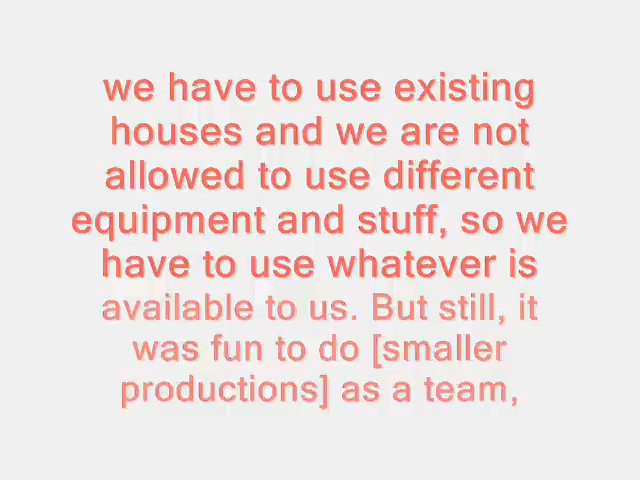 we have to use existing
houses and we are not
allowed to use different
equipment and stuff, so we
have to use whatever is
available to us. But still, it
was fun to do [smaller
productions] as a team,